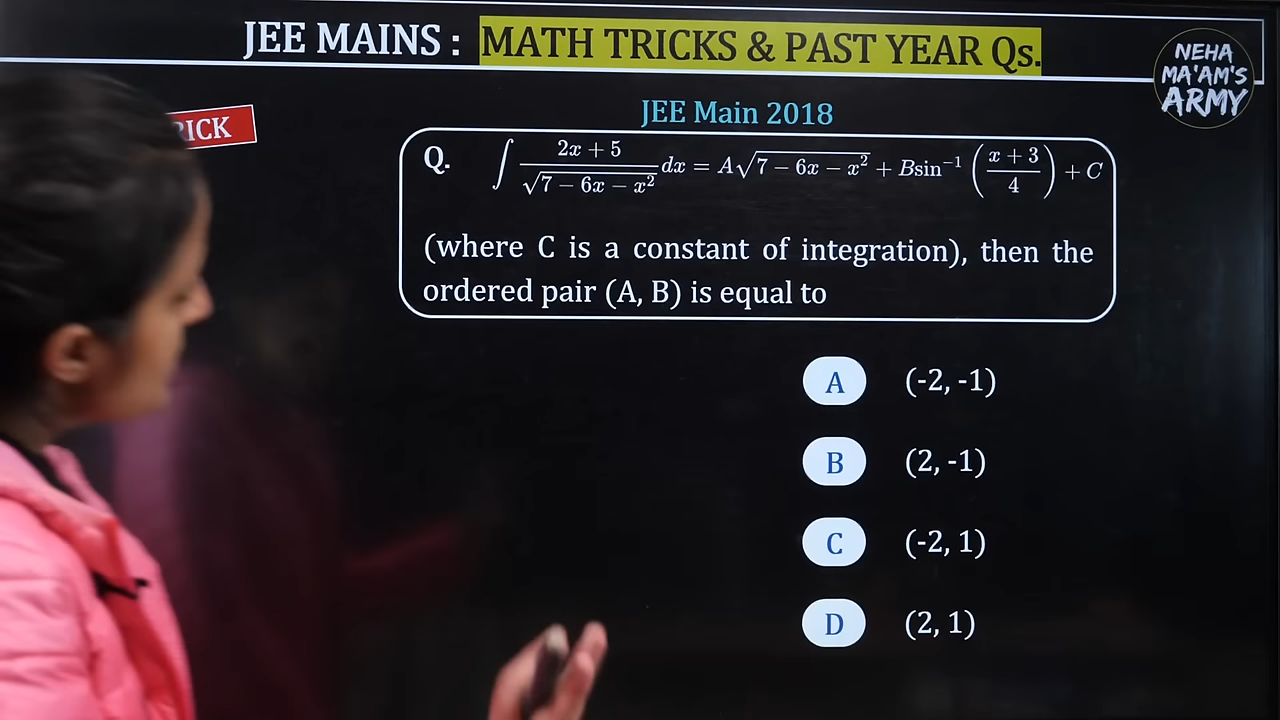 JEE MAINS : MATH TRICKS & PAST YEAR Qs.
NEHA
MA'AM'S
ARMY
RICK
JEE Main 2018
Q. ∫ (2x + 5)/√(7 − 6x − x²) dx = A√(7 − 6x − x²) + B sin⁻¹ ((x + 3)/4) + C
(where C is a constant of integration), then the
ordered pair (A, B) is equal to
A (-2, -1)
B (2, -1)
C (-2, 1)
D (2, 1)